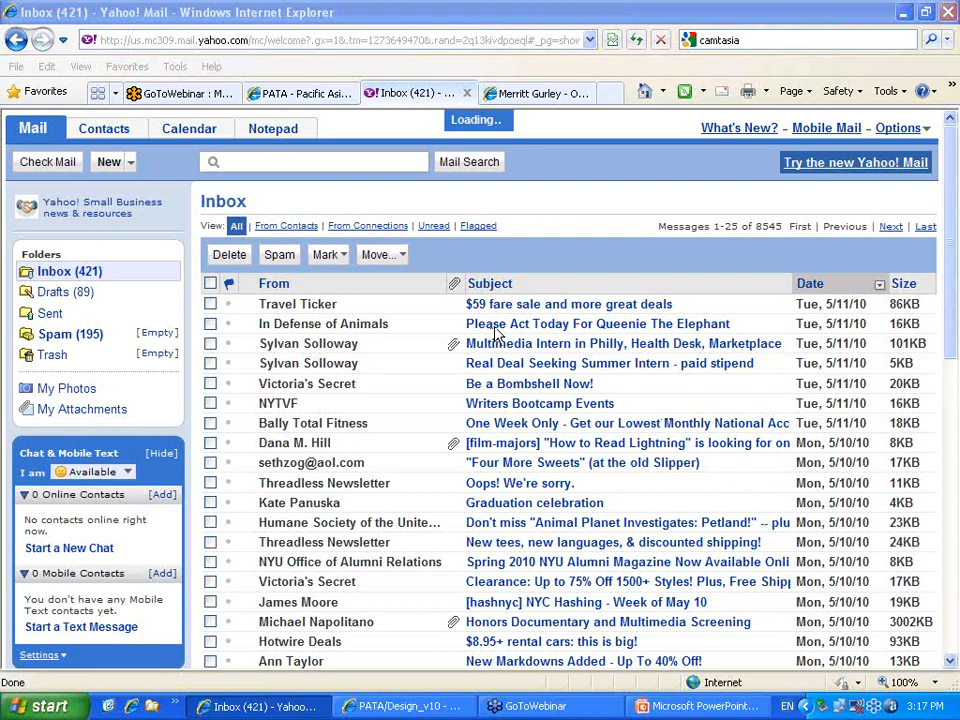 Inbox (421) - Yahoo! Mail - Windows Internet Explorer
http://us.mc309.mail.yahoo.com/mc/welcome?.gx=1&.tm=1273649470&.rand=2q13kivdpoeql#_pg=show
camtasia
File Edit View Favorites Tools Help
Favorites GoToWebinar : M... PATA - Pacific Asi... Inbox (421) - ... Merritt Gurley - O... Page Safety Tools
Mail Contacts Calendar Notepad Loading.. What's New? Mobile Mail Options
Check Mail New Mail Search Try the new Yahoo! Mail
Yahoo! Small Business
news & resources
Folders
Inbox (421)
Drafts (89)
Sent
Spam (195) [Empty]
Trash [Empty]
My Photos
My Attachments
Chat & Mobile Text [Hide]
I am Available
0 Online Contacts [Add]
No contacts online right
now.
Start a New Chat
0 Mobile Contacts [Add]
You don't have any Mobile
Text contacts yet.
Start a Text Message
Settings
Inbox
View: All | From Contacts | From Connections | Unread | Flagged Messages 1-25 of 8545 First | Previous | Next | Last
Delete Spam Mark Move...
From Subject Date Size
Travel Ticker $59 fare sale and more great deals Tue, 5/11/10 86KB
In Defense of Animals Please Act Today For Queenie The Elephant Tue, 5/11/10 16KB
Sylvan Solloway Multimedia Intern in Philly, Health Desk, Marketplace Tue, 5/11/10 101KB
Sylvan Solloway Real Deal Seeking Summer Intern - paid stipend Tue, 5/11/10 5KB
Victoria's Secret Be a Bombshell Now! Tue, 5/11/10 20KB
NYTVF Writers Bootcamp Events Tue, 5/11/10 16KB
Bally Total Fitness One Week Only - Get our Lowest Monthly National Acc Tue, 5/11/10 18KB
Dana M. Hill [film-majors] "How to Read Lightning" is looking for on Mon, 5/10/10 8KB
sethzog@aol.com "Four More Sweets" (at the old Slipper) Mon, 5/10/10 17KB
Threadless Newsletter Oops! We're sorry. Mon, 5/10/10 11KB
Kate Panuska Graduation celebration Mon, 5/10/10 4KB
Humane Society of the Unite... Don't miss "Animal Planet Investigates: Petland!" -- plu Mon, 5/10/10 23KB
Threadless Newsletter New tees, new languages, & discounted shipping! Mon, 5/10/10 24KB
NYU Office of Alumni Relations Spring 2010 NYU Alumni Magazine Now Available Onli Mon, 5/10/10 8KB
Victoria's Secret Clearance: Up to 75% Off 1500+ Styles! Plus, Free Shipp Mon, 5/10/10 17KB
James Moore [hashnyc] NYC Hashing - Week of May 10 Mon, 5/10/10 19KB
Michael Napolitano Honors Documentary and Multimedia Screening Mon, 5/10/10 3002KB
Hotwire Deals $8.95+ rental cars: this is big! Mon, 5/10/10 93KB
Ann Taylor New Markdowns Added - Up To 40% Off! Mon, 5/10/10 13KB
Done Internet 100%
start Inbox (421) - Yahoo... PATA/Design_v10 - ... GoToWebinar Microsoft PowerPoint... EN 3:17 PM